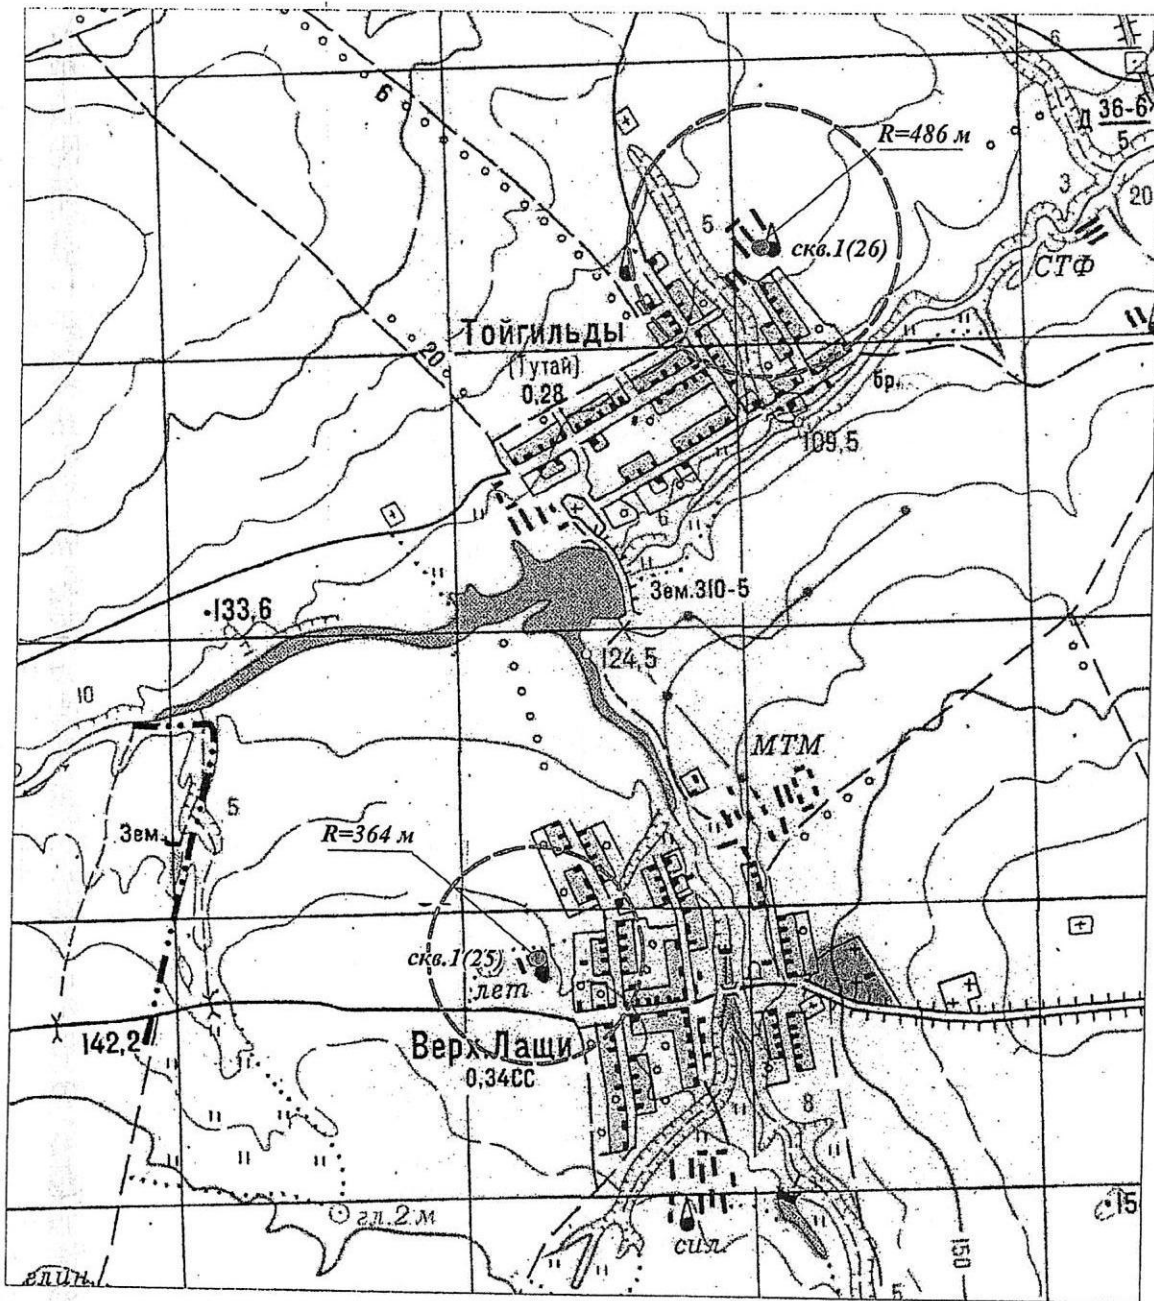 6
6
R=486 м
Д 36-6
5
3
20
5
скв.1(26)
СТФ
Тойгильды
(Тутай)
0,28
20
бр.
109,5
6
Зем.310-5
133,6
124,5
10
МТМ
5
Зем.
R=364 м
скв.1(25)
лет
142,2
Верх.Лащи
0,34СС
8
гл.2 м
сил.
150
15
глин.
5